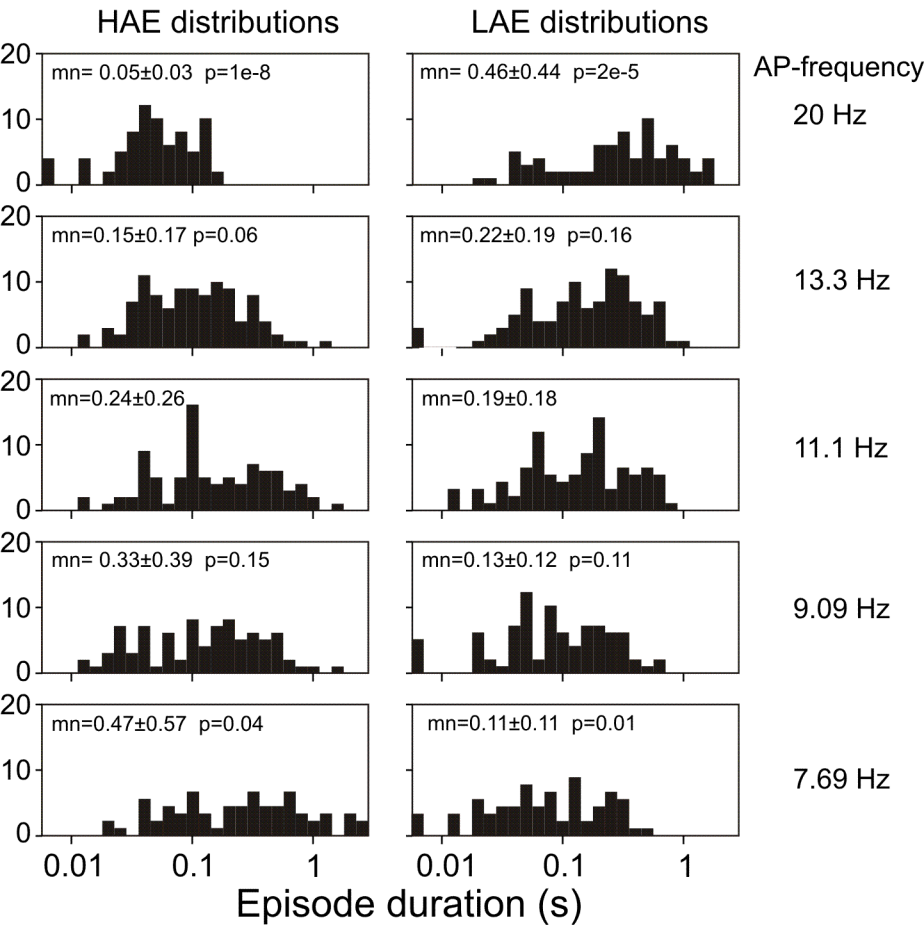 HAE distributions LAE distributions
AP-frequency
20
10
0
mn= 0.05±0.03 p=1e-8
mn= 0.46±0.44 p=2e-5
20 Hz
20
10
0
mn=0.15±0.17 p=0.06
mn=0.22±0.19 p=0.16
13.3 Hz
20
10
0
mn=0.24±0.26
mn=0.19±0.18
11.1 Hz
20
10
0
mn= 0.33±0.39 p=0.15
mn=0.13±0.12 p=0.11
9.09 Hz
20
10
0
mn=0.47±0.57 p=0.04
mn=0.11±0.11 p=0.01
7.69 Hz
0.01 0.1 1 0.01 0.1 1
Episode duration (s)